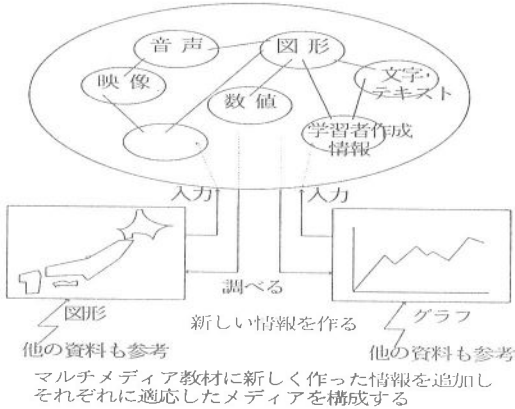 音声
図形
映像
文字・
テキスト
数値
学習者作成
情報
入力
入力
調べる
図形
新しい情報を作る
グラフ
他の資料も参考
他の資料も参考
マルチメディア教材に新しく作った情報を追加し
それぞれに適応したメディアを構成する